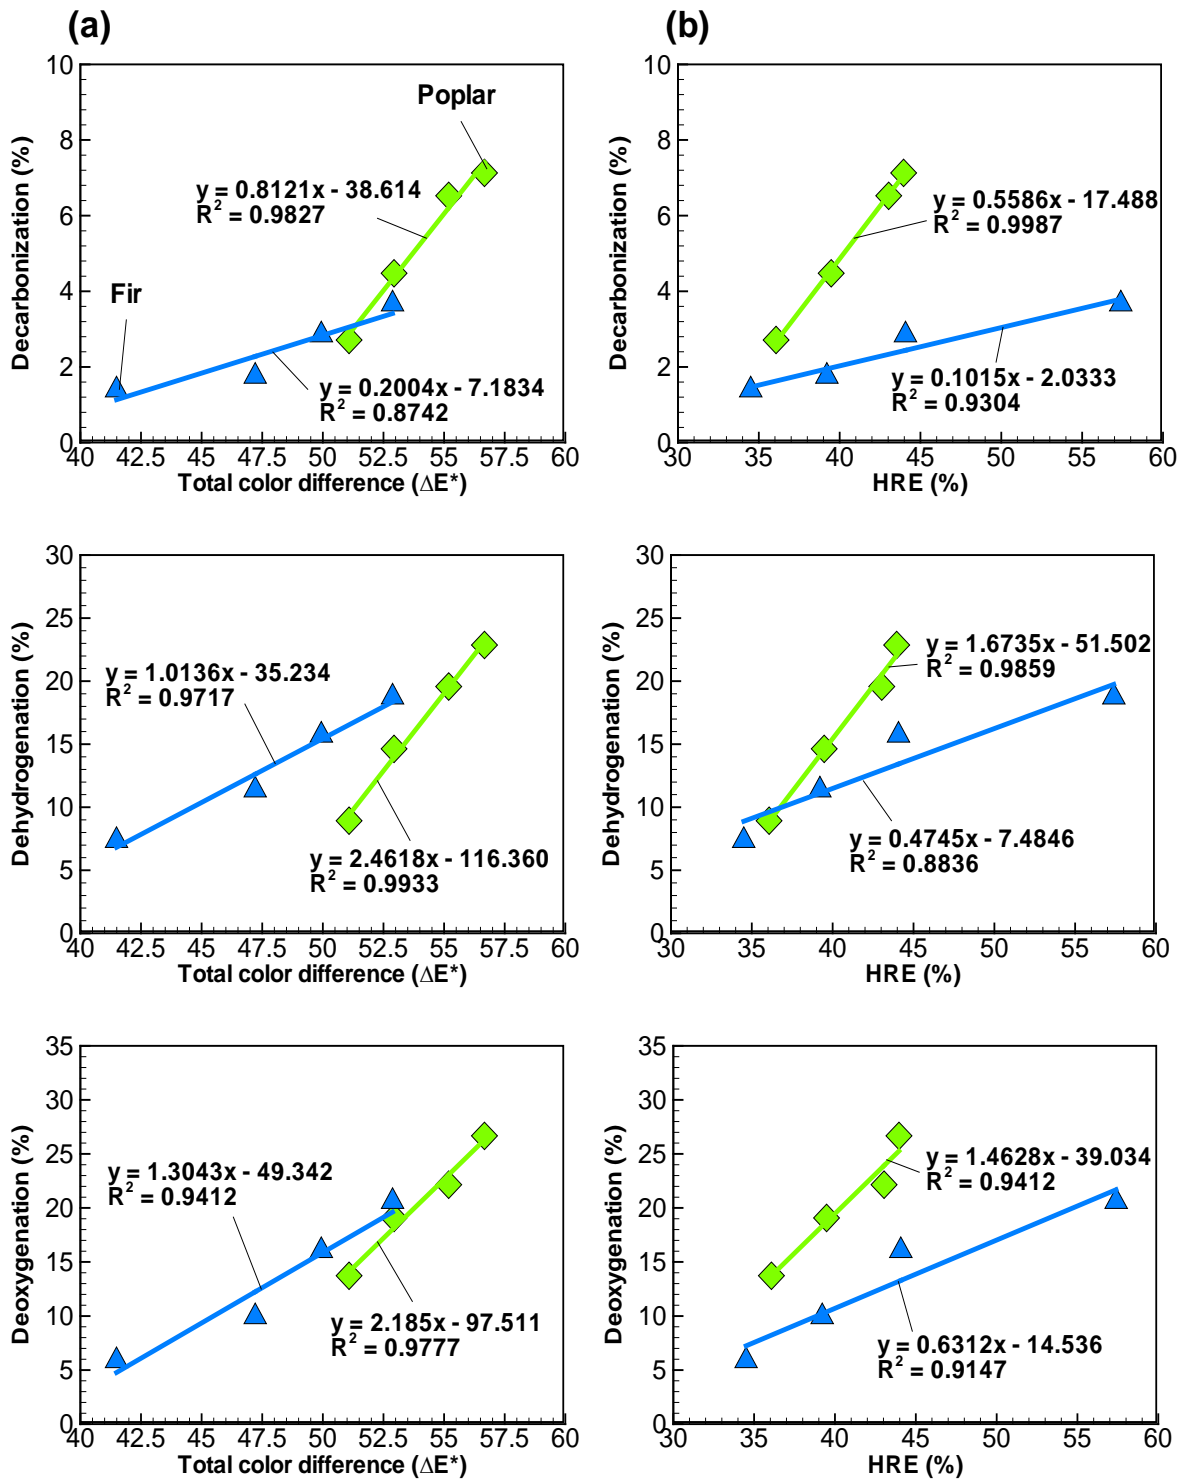 (a)
10
8
6
4
2
0
Decarbonization (%)
Poplar
y = 0.8121x - 38.614
R² = 0.9827
Fir
y = 0.2004x - 7.1834
R² = 0.8742
40 42.5 45 47.5 50 52.5 55 57.5 60
Total color difference (ΔE*)
(b)
10
8
6
4
2
0
Decarbonization (%)
y = 0.5586x - 17.488
R² = 0.9987
y = 0.1015x - 2.0333
R² = 0.9304
30 35 40 45 50 55 60
HRE (%)
30
25
20
15
10
5
0
Dehydrogenation (%)
y = 1.0136x - 35.234
R² = 0.9717
y = 2.4618x - 116.360
R² = 0.9933
40 42.5 45 47.5 50 52.5 55 57.5 60
Total color difference (ΔE*)
30
25
20
15
10
5
0
Dehydrogenation (%)
y = 1.6735x - 51.502
R² = 0.9859
y = 0.4745x - 7.4846
R² = 0.8836
30 35 40 45 50 55 60
HRE (%)
35
30
25
20
15
10
5
0
Deoxygenation (%)
y = 1.3043x - 49.342
R² = 0.9412
y = 2.185x - 97.511
R² = 0.9777
40 42.5 45 47.5 50 52.5 55 57.5 60
Total color difference (ΔE*)
35
30
25
20
15
10
5
0
Deoxygenation (%)
y = 1.4628x - 39.034
R² = 0.9412
y = 0.6312x - 14.536
R² = 0.9147
30 35 40 45 50 55 60
HRE (%)